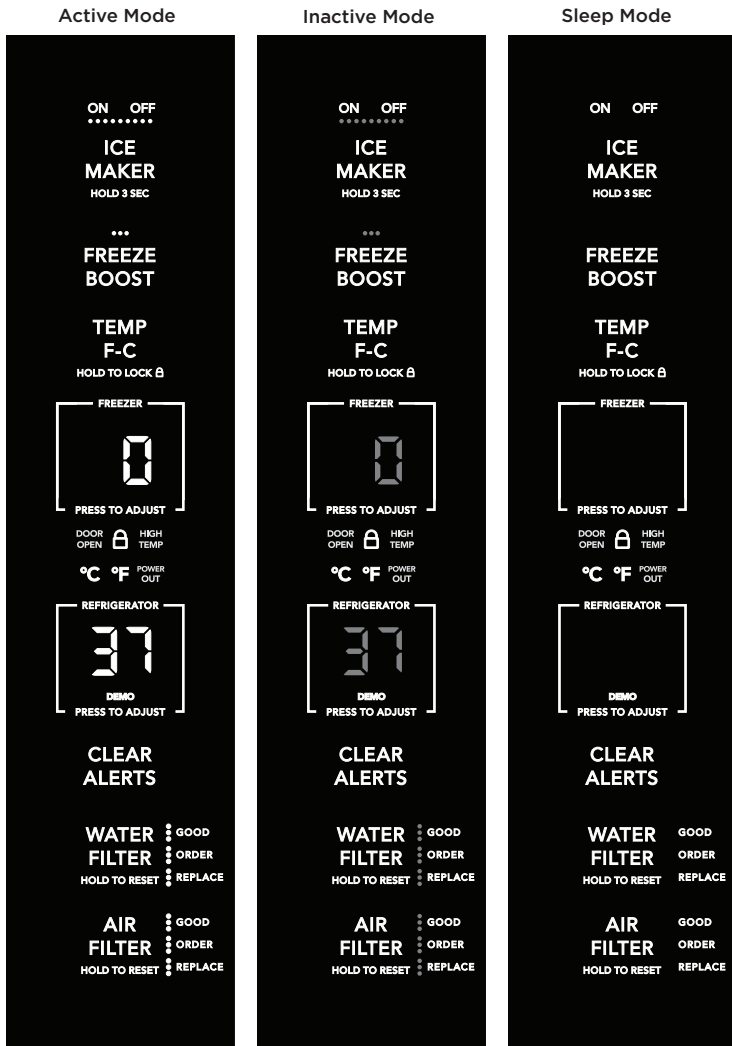 Active Mode
ON OFF
ICE
MAKER
HOLD 3 SEC
FREEZE
BOOST
TEMP
F-C
HOLD TO LOCK
FREEZER
0
PRESS TO ADJUST
DOOR OPEN HIGH TEMP
°C °F POWER OUT
REFRIGERATOR
37
DEMO
PRESS TO ADJUST
CLEAR
ALERTS
WATER GOOD
FILTER ORDER
HOLD TO RESET REPLACE
AIR GOOD
FILTER ORDER
HOLD TO RESET REPLACE
Inactive Mode
ON OFF
ICE
MAKER
HOLD 3 SEC
FREEZE
BOOST
TEMP
F-C
HOLD TO LOCK
FREEZER
0
PRESS TO ADJUST
DOOR OPEN HIGH TEMP
°C °F POWER OUT
REFRIGERATOR
37
DEMO
PRESS TO ADJUST
CLEAR
ALERTS
WATER GOOD
FILTER ORDER
HOLD TO RESET REPLACE
AIR GOOD
FILTER ORDER
HOLD TO RESET REPLACE
Sleep Mode
ON OFF
ICE
MAKER
HOLD 3 SEC
FREEZE
BOOST
TEMP
F-C
HOLD TO LOCK
FREEZER
PRESS TO ADJUST
DOOR OPEN HIGH TEMP
°C °F POWER OUT
REFRIGERATOR
DEMO
PRESS TO ADJUST
CLEAR
ALERTS
WATER GOOD
FILTER ORDER
HOLD TO RESET REPLACE
AIR GOOD
FILTER ORDER
HOLD TO RESET REPLACE